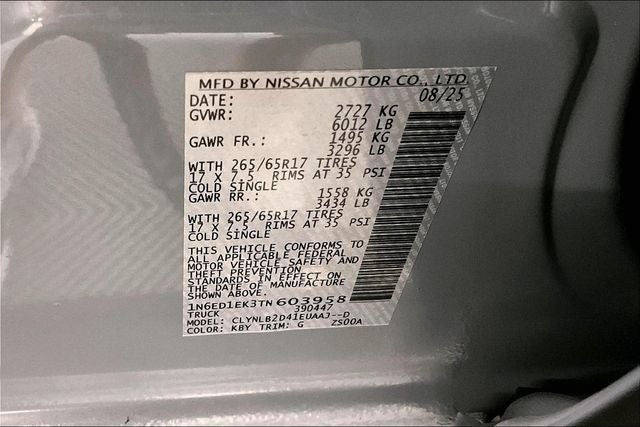 MFD BY NISSAN MOTOR CO., LTD.
DATE: 08/25
GVWR: 2727 KG
6012 LB
GAWR FR.: 1495 KG
3296 LB
WITH 265/65R17 TIRES
17 X 7.5 RIMS AT 35 PSI
COLD SINGLE
GAWR RR.: 1558 KG
3434 LB
WITH 265/65R17 TIRES
17 X 7.5 RIMS AT 35 PSI
COLD SINGLE
THIS VEHICLE CONFORMS TO
ALL APPLICABLE FEDERAL
MOTOR VEHICLE SAFETY AND
THEFT PREVENTION
STANDARDS IN EFFECT ON
THE DATE OF MANUFACTURE
SHOWN ABOVE.
1N6ED1EK3TN603958
TRUCK 390447
MODEL: CLYNLB2D41EUAAJ--D
COLOR: KBY TRIM: G ZS00A